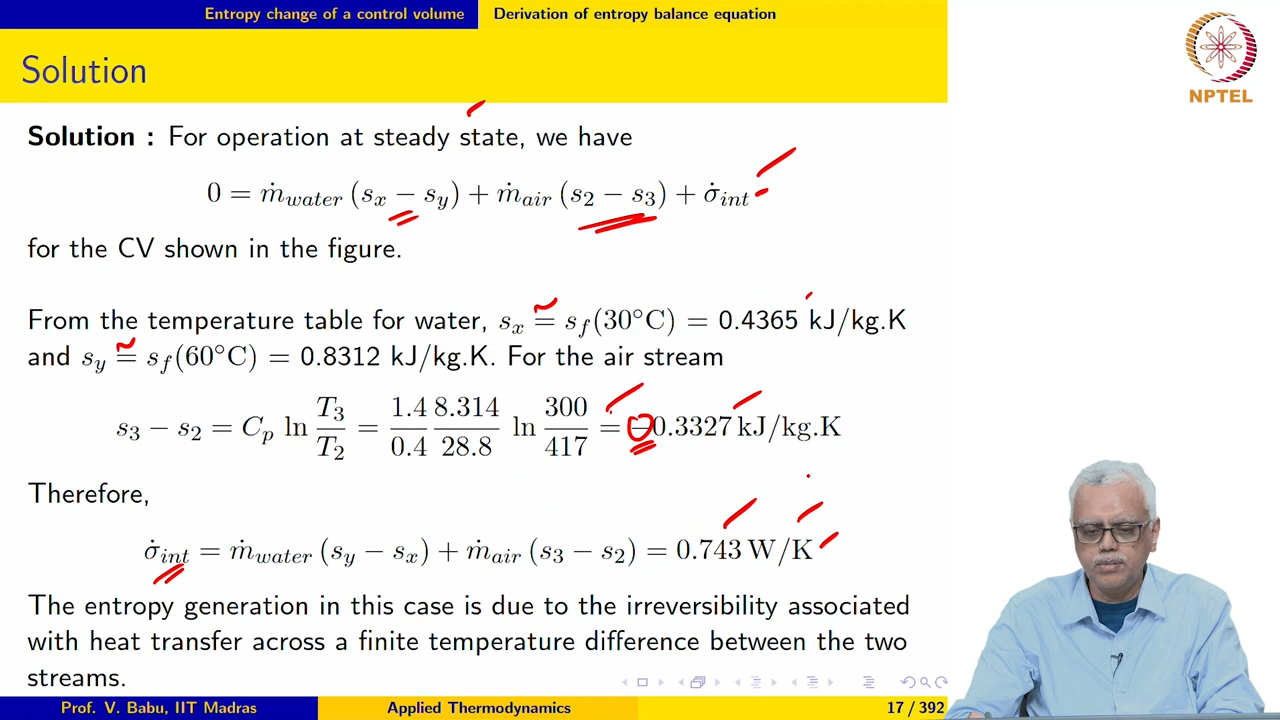 Entropy change of a control volume Derivation of entropy balance equation
Solution
NPTEL
Solution : For operation at steady state, we have
0 = ṁ_water (s_x − s_y) + ṁ_air (s_2 − s_3) + σ̇_int
for the CV shown in the figure.
From the temperature table for water, s_x = s_f(30°C) = 0.4365 kJ/kg.K
and s_y = s_f(60°C) = 0.8312 kJ/kg.K. For the air stream
s_3 − s_2 = C_p ln T_3/T_2 = 1.4/0.4 8.314/28.8 ln 300/417 = −0.3327 kJ/kg.K
Therefore,
σ̇_int = ṁ_water (s_y − s_x) + ṁ_air (s_3 − s_2) = 0.743 W/K
The entropy generation in this case is due to the irreversibility associated
with heat transfer across a finite temperature difference between the two
streams.
Prof. V. Babu, IIT Madras Applied Thermodynamics 17 / 392